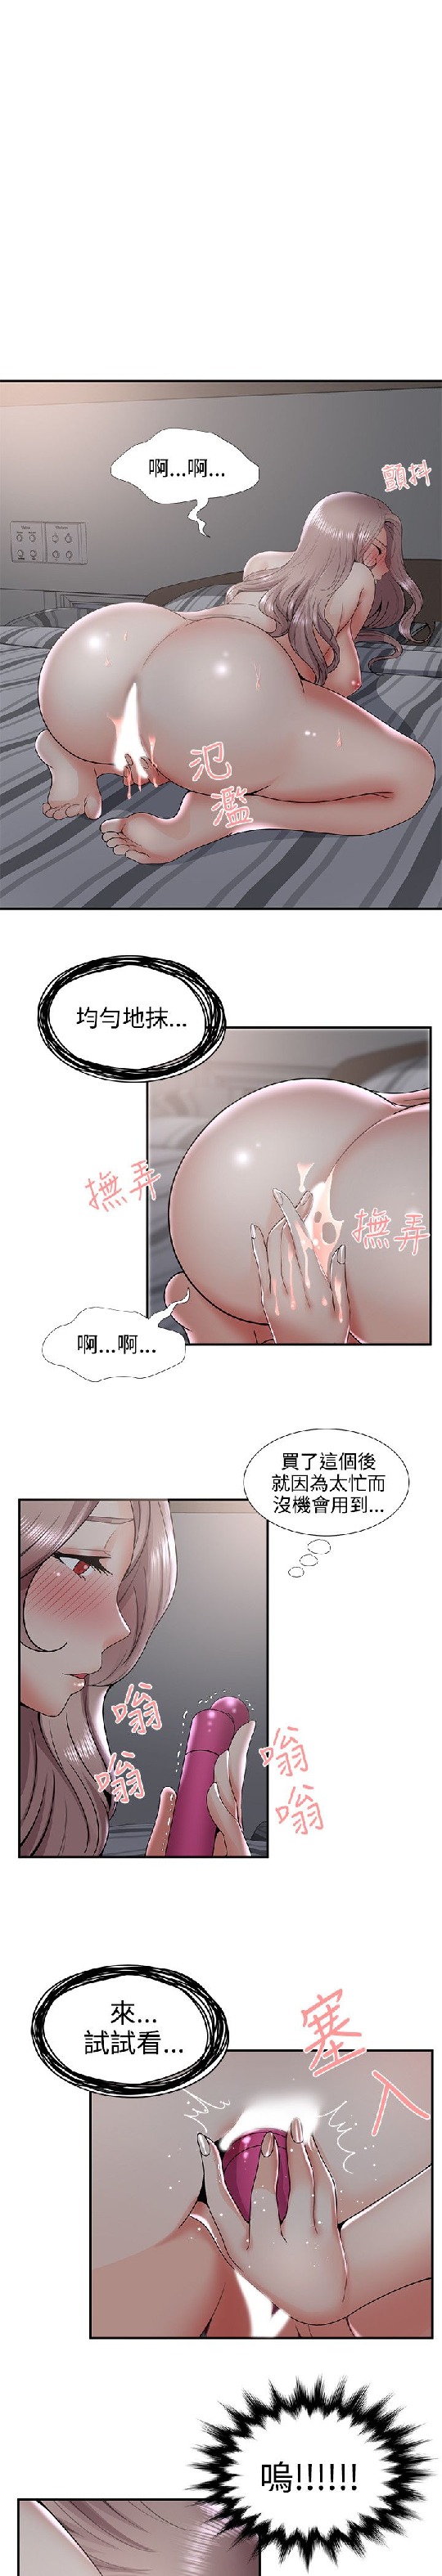 啊...啊...
顫抖
氾
濫
均勻地抹...
撫弄
撫弄
啊...啊...
買了這個後
就因為太忙而
沒機會用到...
嗡
嗡
嗡
嗡
來...
試試看...
塞
入
嗚!!!!!!